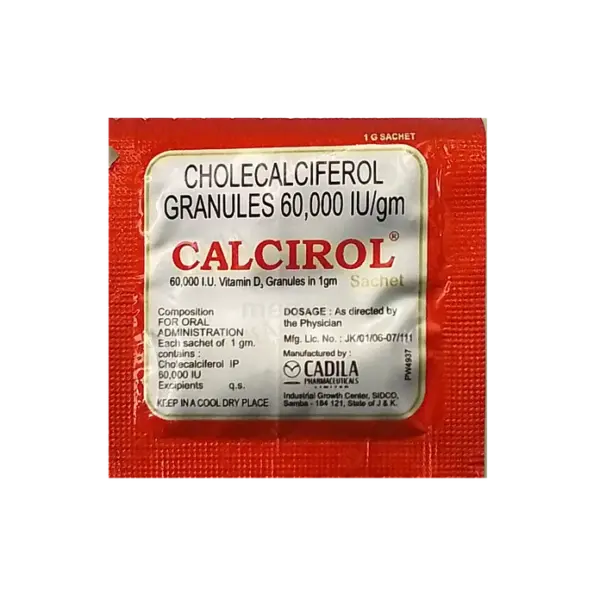 1 G SACHET
CHOLECALCIFEROL
GRANULES 60,000 IU/gm
CALCIROL®
60,000 I.U. Vitamin D3 Granules in 1gm Sachet
Composition
FOR ORAL
ADMINISTRATION
Each sachet of 1 gm.
contains :
Cholecalciferol IP
60,000 IU
Excipients q.s.
KEEP IN A COOL DRY PLACE
DOSAGE : As directed by
the Physician
Mfg. Lic. No. : JK/01/06-07/111
Manufactured by :
CADILA
PHARMACEUTICALS
LIMITED
Industrial Growth Center, SIDCO,
Samba - 184 121, State of J & K.
PW4937